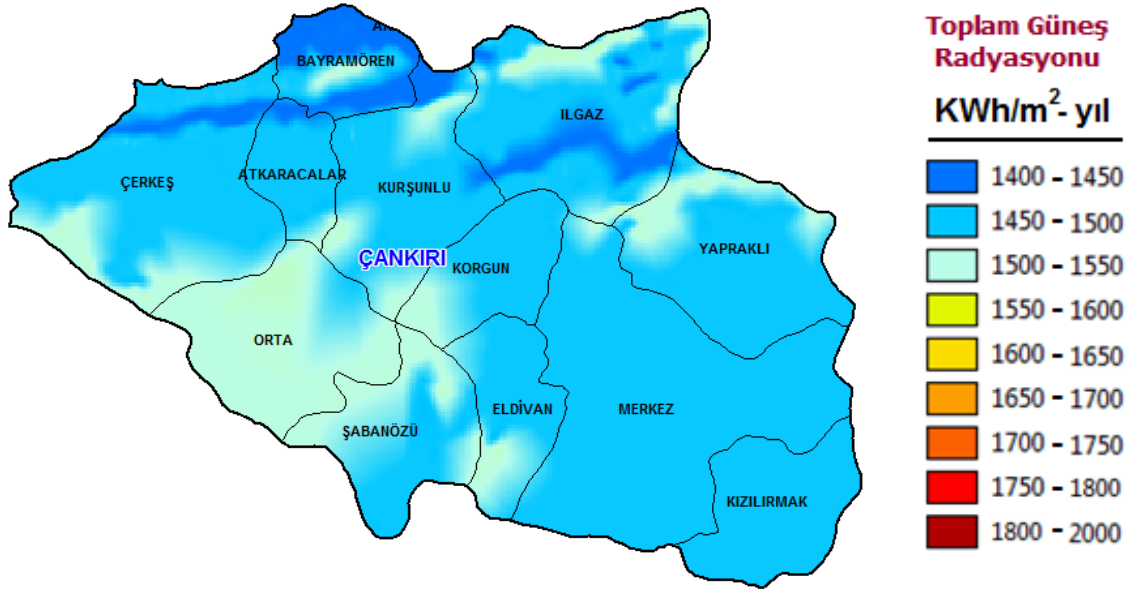 BAYRAMÖREN
ILGAZ
ÇERKEŞ
ATKARACALAR
KURŞUNLU
YAPRAKLI
ÇANKIRI
KORGUN
ORTA
ELDİVAN
MERKEZ
ŞABANÖZÜ
KIZILIRMAK
Toplam Güneş
Radyasyonu
KWh/m²- yıl
1400 - 1450
1450 - 1500
1500 - 1550
1550 - 1600
1600 - 1650
1650 - 1700
1700 - 1750
1750 - 1800
1800 - 2000